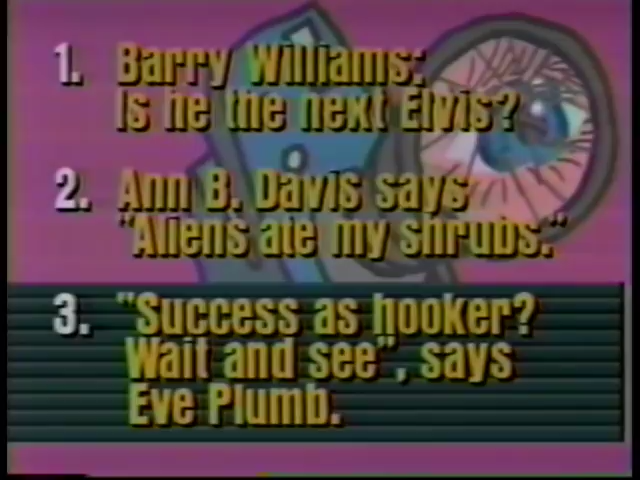 1. Barry Williams:
Is he the next Elvis?
2. Ann B. Davis says
"Aliens ate my shrubs."
3. "Success as hooker?
Wait and see", says
Eve Plumb.